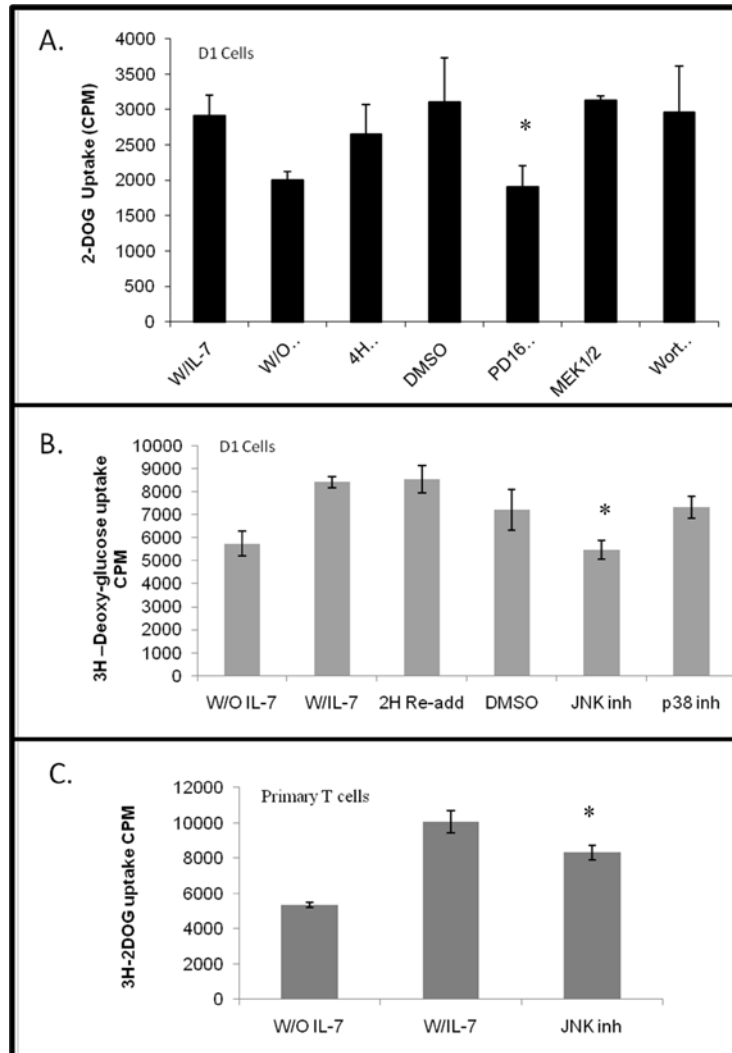 A.
D1 Cells
2-DOG Uptake (CPM)
4000
3500
3000
2500
2000
1500
1000
500
0
*
W/IL-7
W/O..
4H..
DMSO
PD16..
MEK1/2
Wort..
B.
D1 Cells
3H –Deoxy-glucose uptake
CPM
10000
9000
8000
7000
6000
5000
4000
3000
2000
1000
0
*
W/O IL-7
W/IL-7
2H Re-add
DMSO
JNK inh
p38 inh
C.
Primary T cells
3H-2DOG uptake CPM
12000
10000
8000
6000
4000
2000
0
*
W/O IL-7
W/IL-7
JNK inh